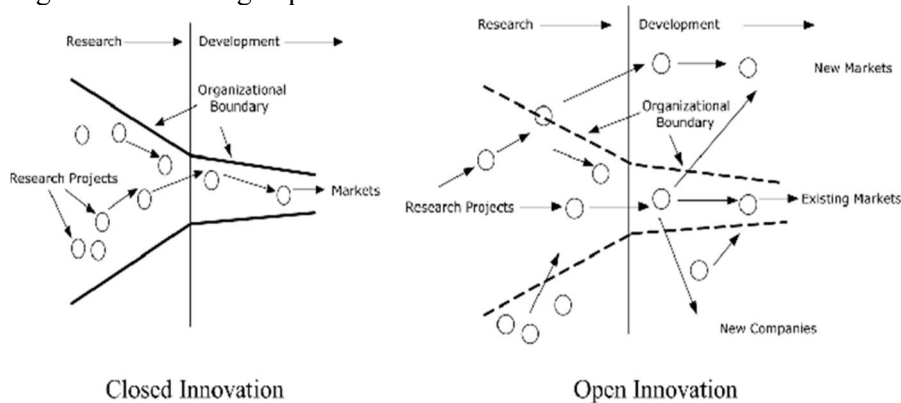 Research
Development
Organizational
Boundary
Research Projects
Markets
Closed Innovation
Research
Development
New Markets
Organizational
Boundary
Research Projects
Existing Markets
New Companies
Open Innovation